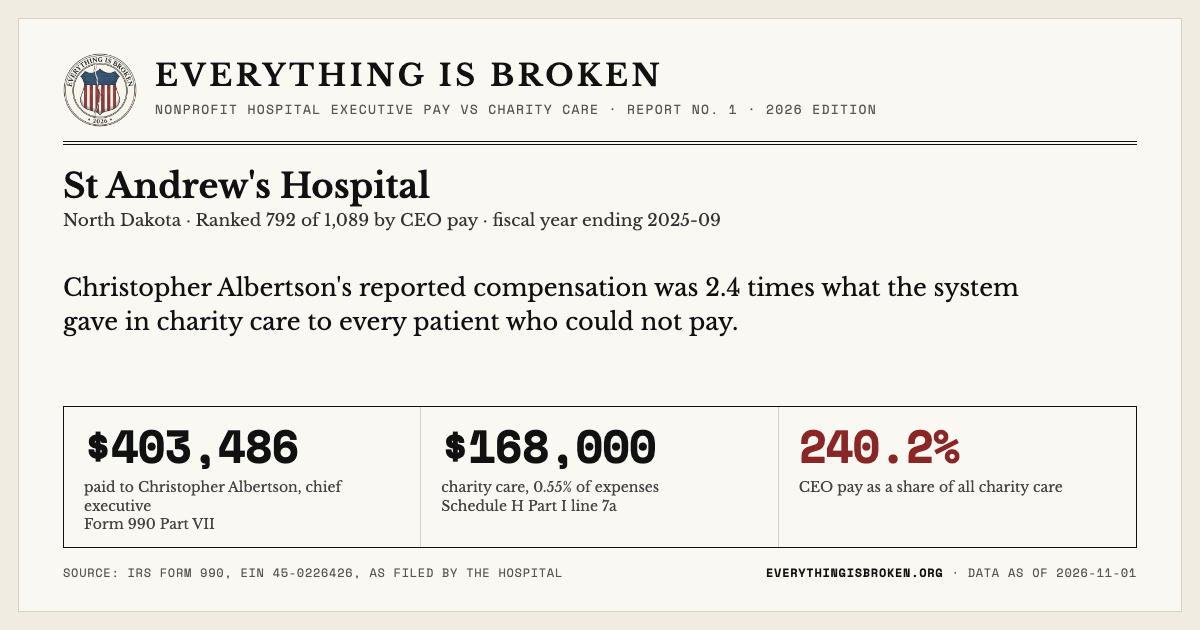 EVERYTHING IS BROKEN
· 2026 ·
EVERYTHING IS BROKEN
NONPROFIT HOSPITAL EXECUTIVE PAY VS CHARITY CARE · REPORT NO. 1 · 2026 EDITION
St Andrew's Hospital
North Dakota · Ranked 792 of 1,089 by CEO pay · fiscal year ending 2025-09
Christopher Albertson's reported compensation was 2.4 times what the system
gave in charity care to every patient who could not pay.
$403,486
paid to Christopher Albertson, chief
executive
Form 990 Part VII
$168,000
charity care, 0.55% of expenses
Schedule H Part I line 7a
240.2%
CEO pay as a share of all charity care
SOURCE: IRS FORM 990, EIN 45-0226426, AS FILED BY THE HOSPITAL
EVERYTHINGISBROKEN.ORG · DATA AS OF 2026-11-01